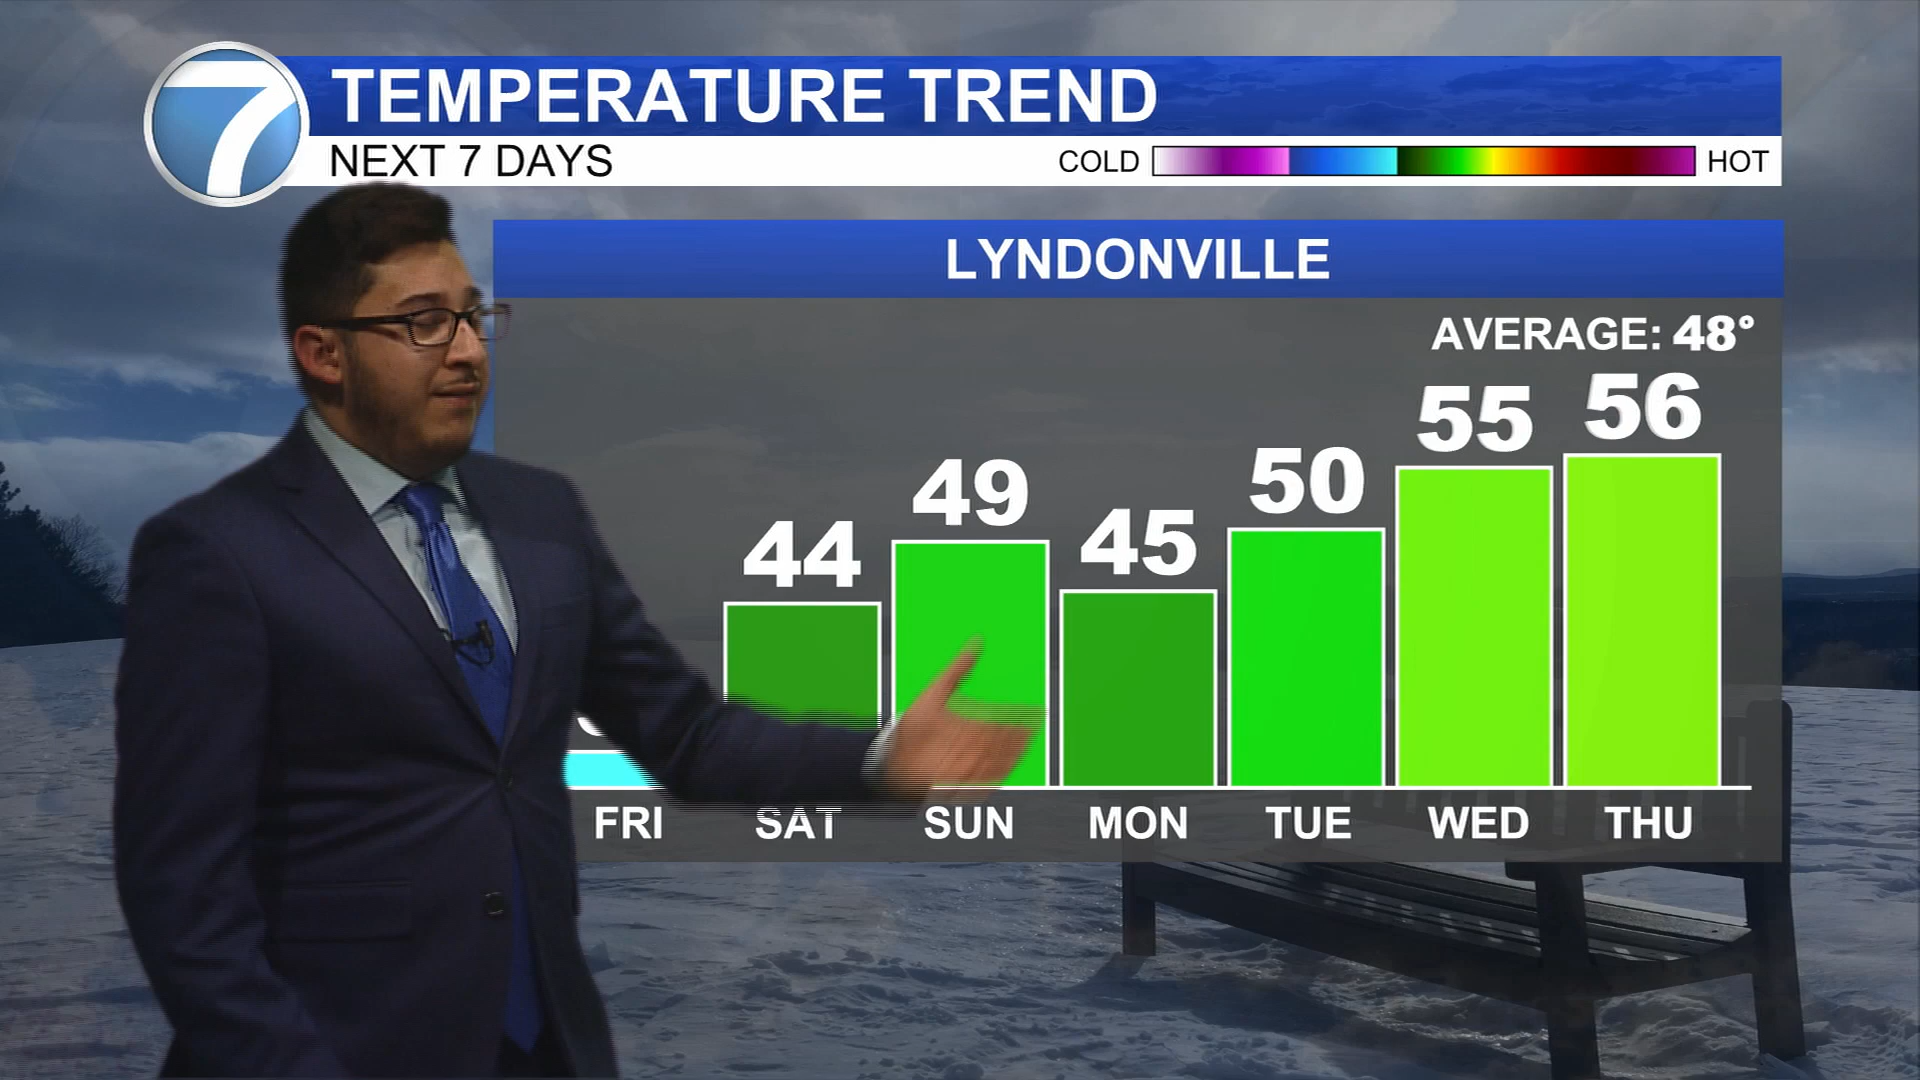 7
TEMPERATURE TREND
NEXT 7 DAYS
COLD
HOT
LYNDONVILLE
AVERAGE: 48°
44
49
45
50
55
56
FRI
SAT
SUN
MON
TUE
WED
THU